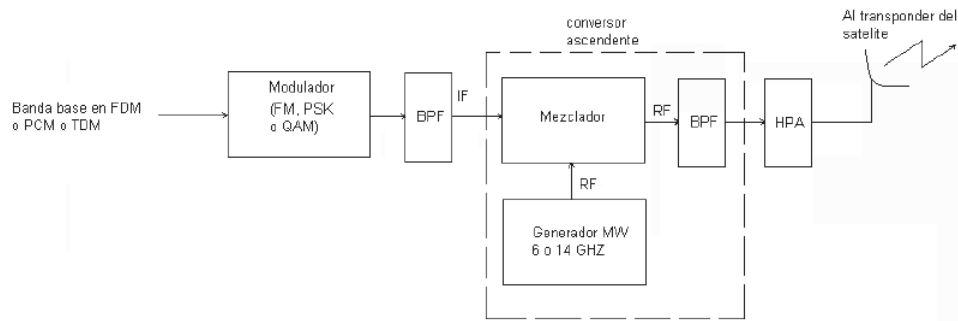 Al transponder del
satelite
conversor
ascendente
Banda base en FDM
o PCM o TDM
Modulador
(FM, PSK
o QAM)
BPF
IF
Mezclador
RF
BPF
HPA
RF
Generador MW
6 o 14 GHZ